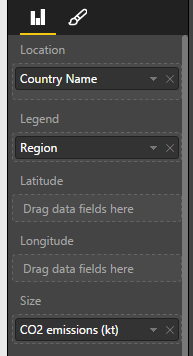 Location
Country Name
Legend
Region
Latitude
Drag data fields here
Longitude
Drag data fields here
Size
CO2 emissions (kt)